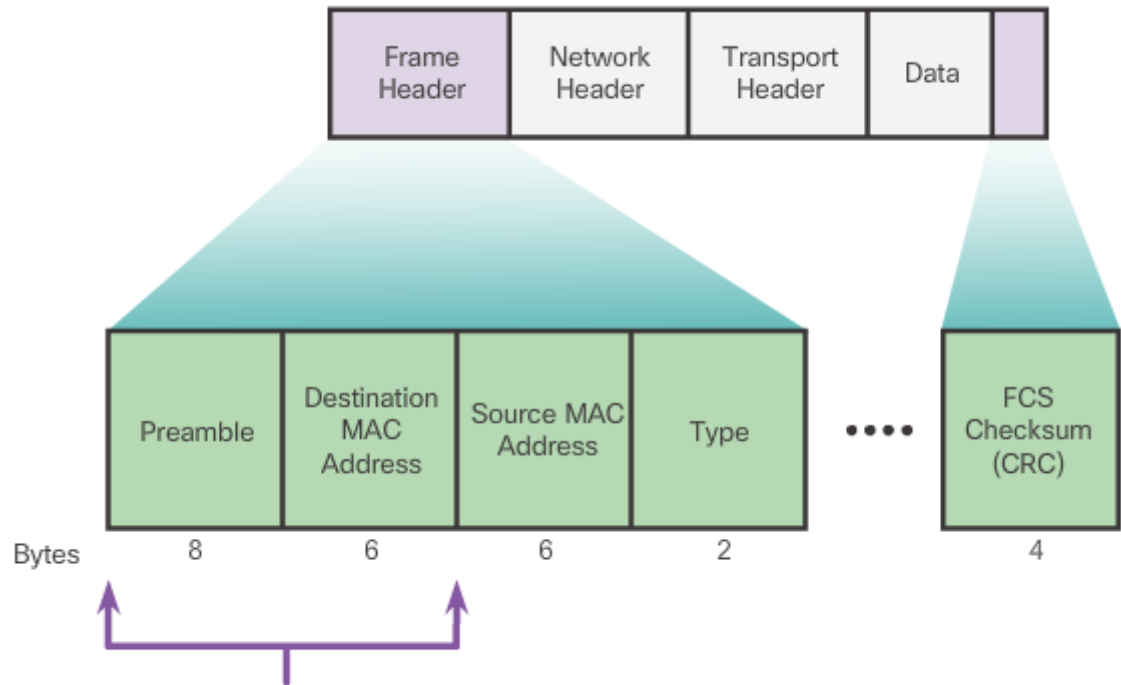 Frame
Header
Network
Header
Transport
Header
Data
Preamble
Destination
MAC
Address
Source MAC
Address
Type
••••
FCS
Checksum
(CRC)
Bytes
8
6
6
2
4